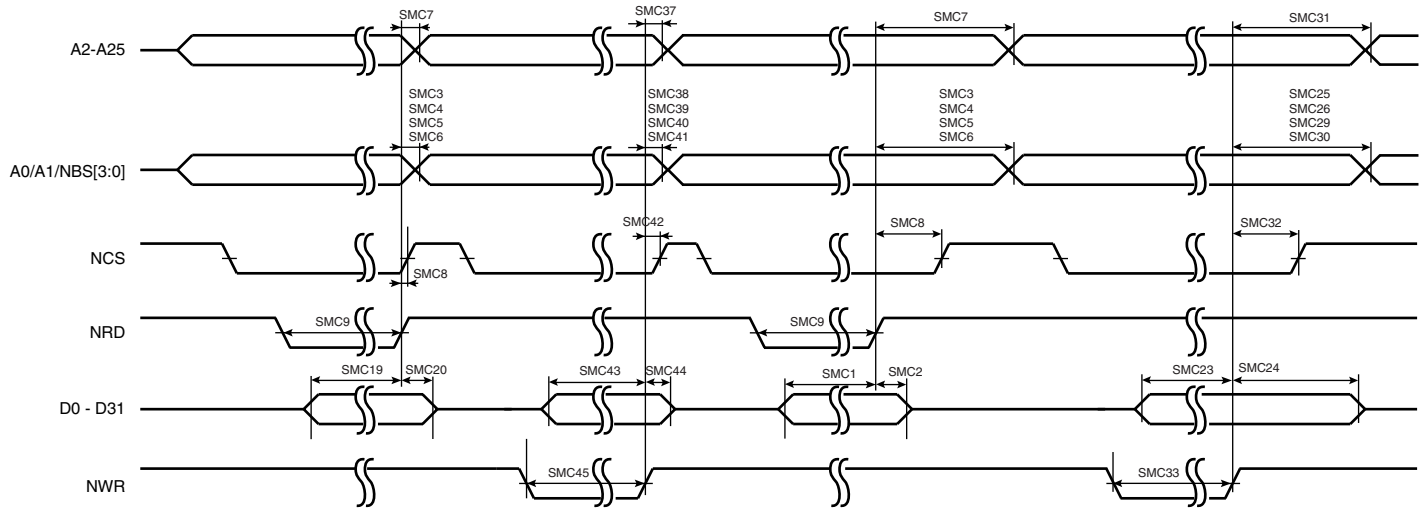 SMC7
SMC37
SMC7
SMC31
A2-A25
SMC3
SMC4
SMC5
SMC6
SMC38
SMC39
SMC40
SMC41
SMC3
SMC4
SMC5
SMC6
SMC25
SMC26
SMC29
SMC30
A0/A1/NBS[3:0]
SMC42
SMC8
SMC32
NCS
SMC8
SMC9
SMC9
NRD
SMC19
SMC20
SMC43
SMC44
SMC1
SMC2
SMC23
SMC24
D0 - D31
SMC45
SMC33
NWR